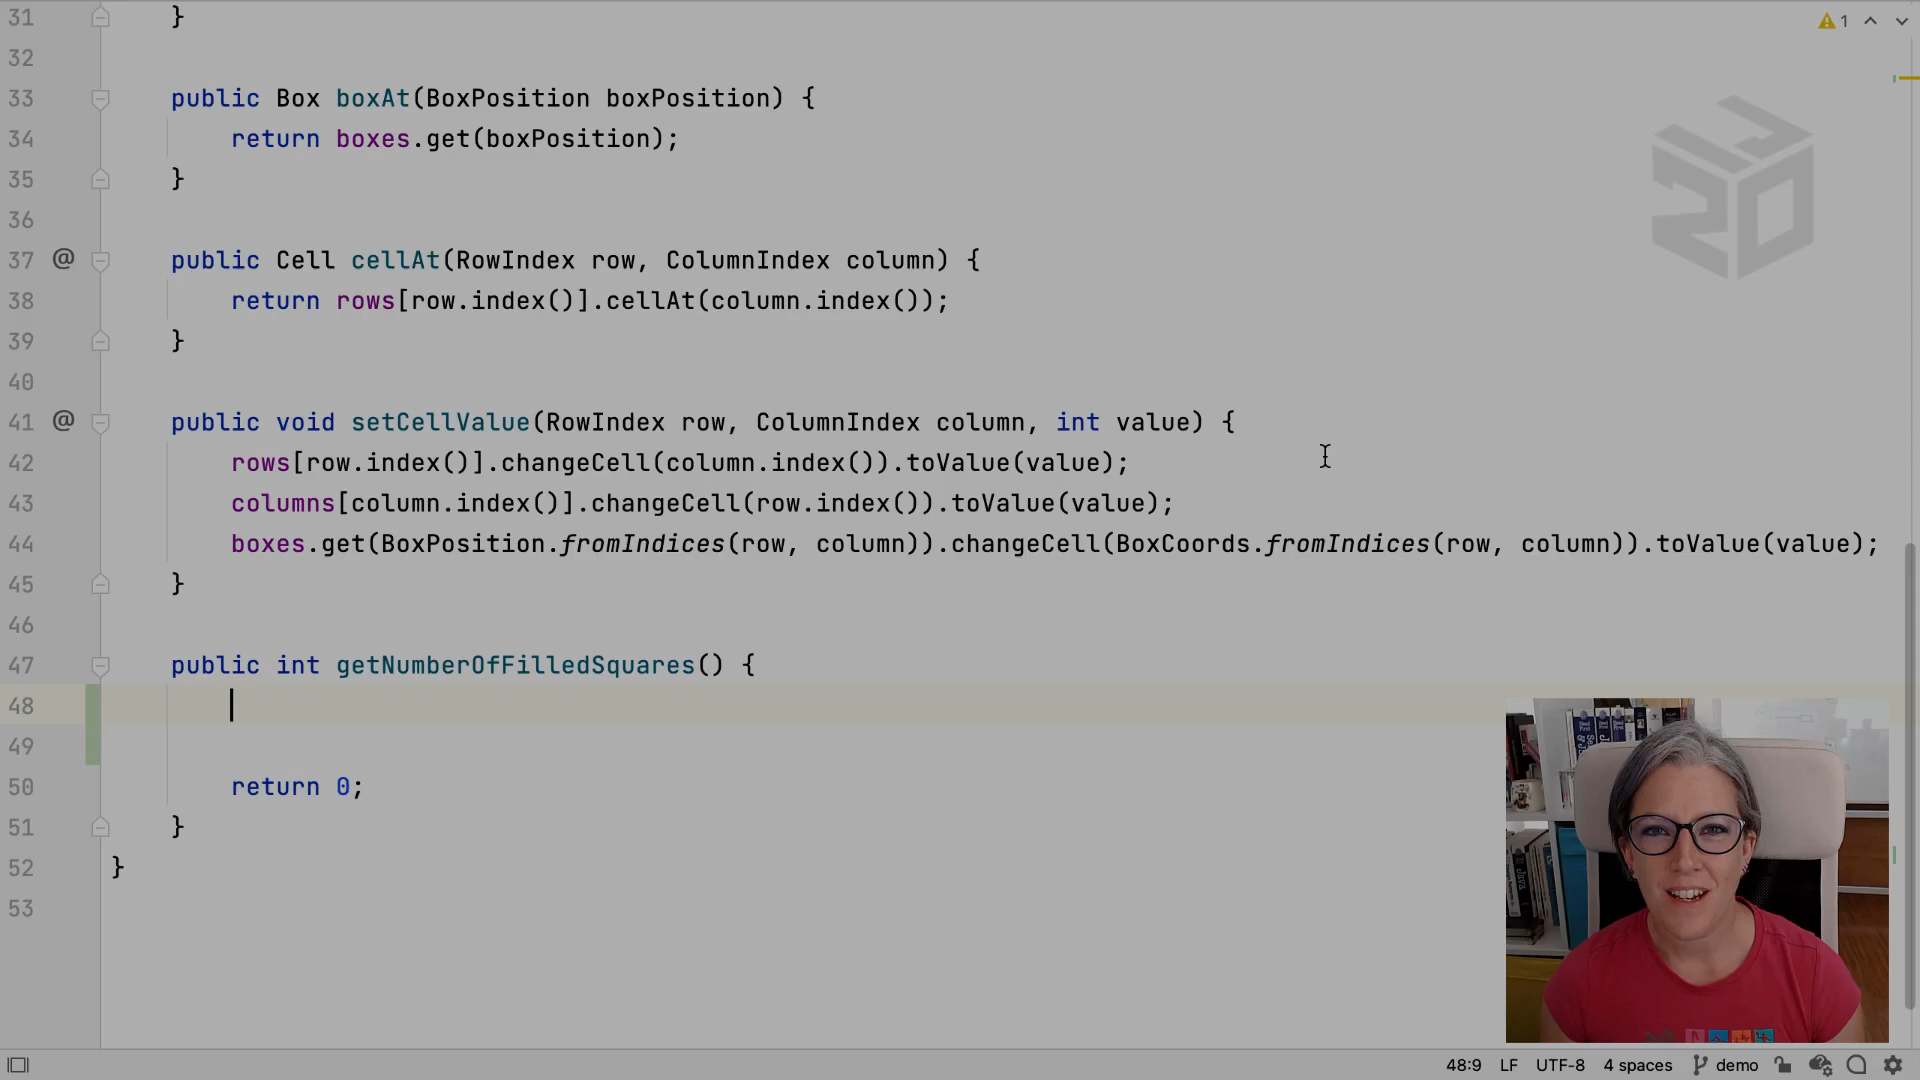 31 }
32
33 public Box boxAt(BoxPosition boxPosition) {
34 return boxes.get(boxPosition);
35 }
36
37 @ public Cell cellAt(RowIndex row, ColumnIndex column) {
38 return rows[row.index()].cellAt(column.index());
39 }
40
41 @ public void setCellValue(RowIndex row, ColumnIndex column, int value) {
42 rows[row.index()].changeCell(column.index()).toValue(value);
43 columns[column.index()].changeCell(row.index()).toValue(value);
44 boxes.get(BoxPosition.fromIndices(row, column)).changeCell(BoxCoords.fromIndices(row, column)).toValue(value);
45 }
46
47 public int getNumberOfFilledSquares() {
48
49
50 return 0;
51 }
52 }
53
1
48:9 LF UTF-8 4 spaces demo